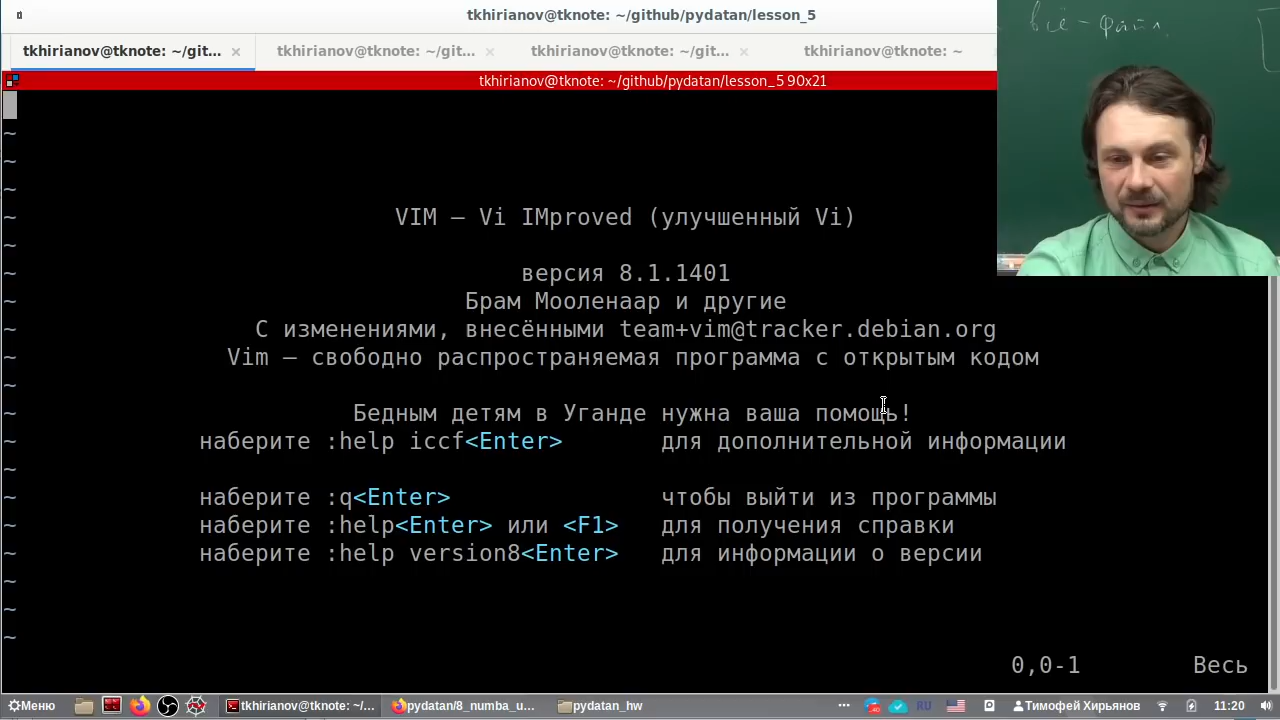 tkhirianov@tknote: ~/github/pydatan/lesson_5
tkhirianov@tknote: ~/git... × tkhirianov@tknote: ~/git... × tkhirianov@tknote: ~/git... × tkhirianov@tknote: ~
всё-файл
tkhirianov@tknote: ~/github/pydatan/lesson_5 90x21
~
~
~
~ VIM – Vi IMproved (улучшенный Vi)
~
~ версия 8.1.1401
~ Брам Мооленаар и другие
~ С изменениями, внесёнными team+vim@tracker.debian.org
~ Vim – свободно распространяемая программа с открытым кодом
~
~ Бедным детям в Уганде нужна ваша помощь!
~ наберите :help iccf<Enter> для дополнительной информации
~
~ наберите :q<Enter> чтобы выйти из программы
~ наберите :help<Enter> или <F1> для получения справки
~ наберите :help version8<Enter> для информации о версии
~
~
~
0,0-1 Весь
Меню tkhirianov@tknote: ~/... pydatan/8_numba_u... pydatan_hw ... RU Тимофей Хирьянов 11:20